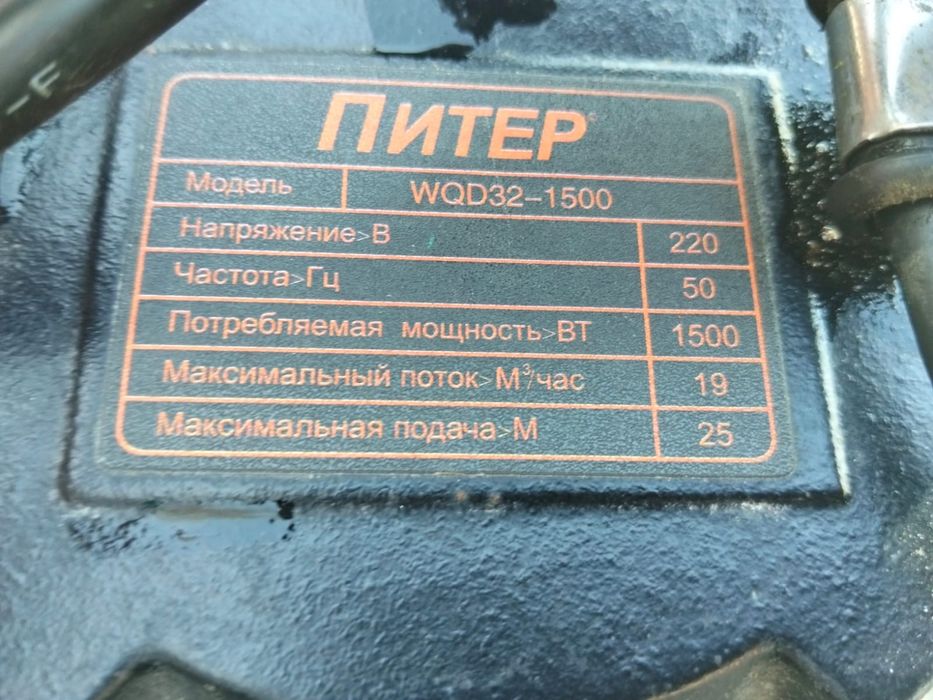 -F
ПИТЕР
Модель WQD32-1500
Напряжение>В 220
Частота>Гц 50
Потребляемая мощность>ВТ 1500
Максимальный поток>М³/час 19
Максимальная подача>М 25